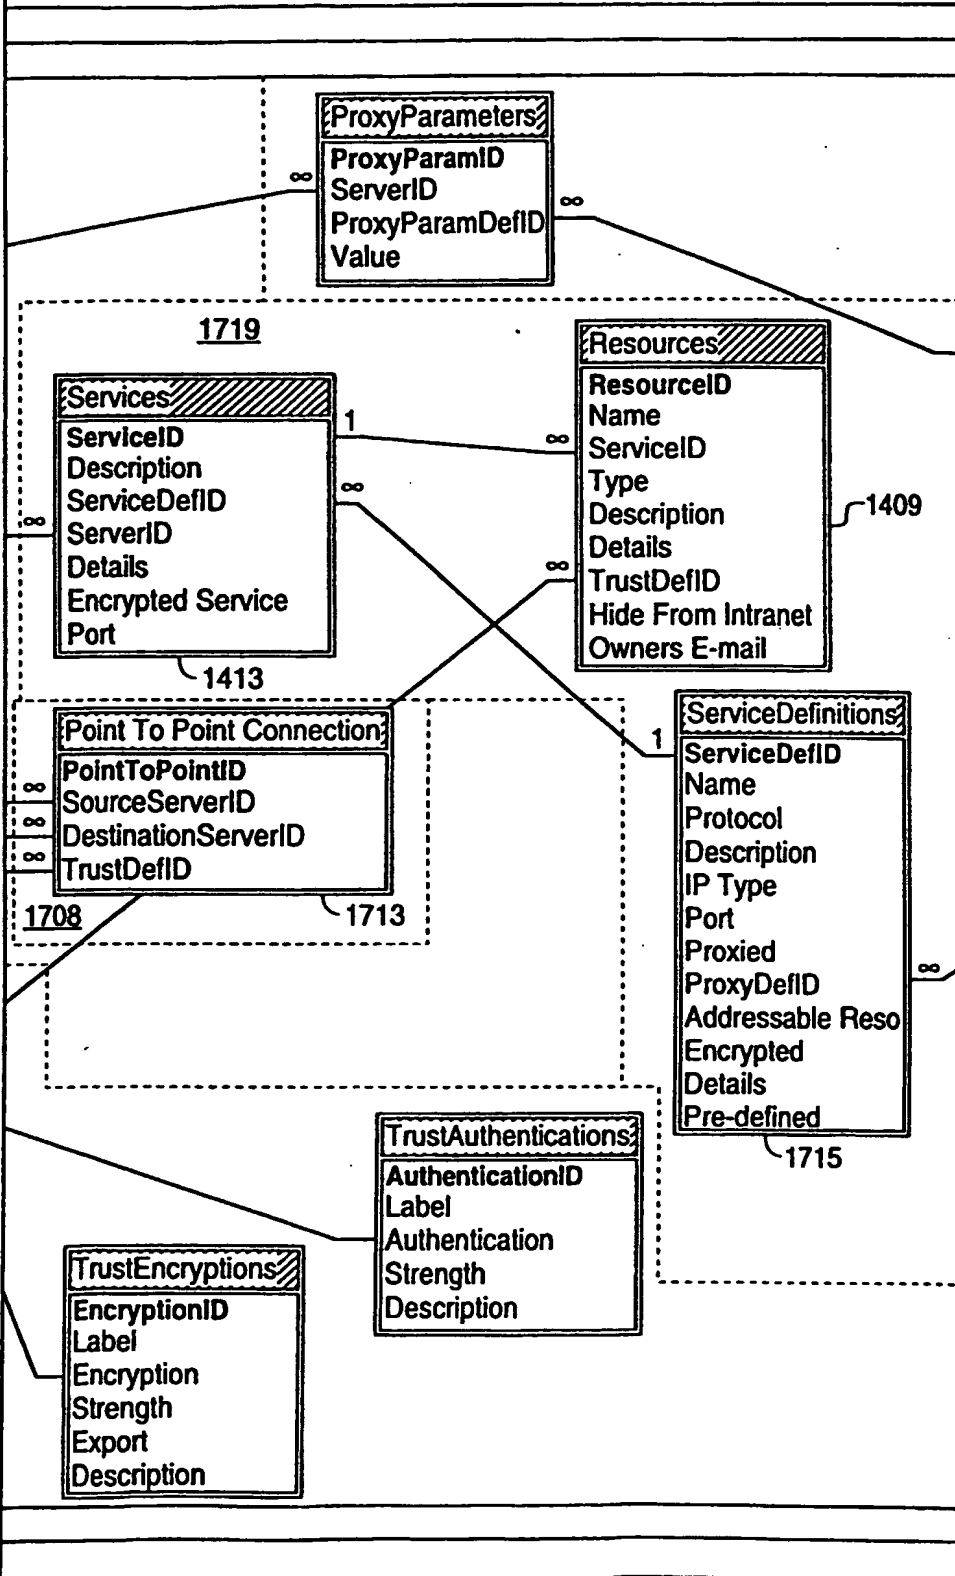 ProxyParameters
ProxyParamID
∞
ServerID
∞
ProxyParamDefID
Value
1719
Resources
ResourceID
Name
∞
ServiceID
Type
Description
Details
∞
TrustDefID
Hide From Intranet
Owners E-mail
1409
Services
1
ServiceID
Description
∞
ServiceDefID
∞
ServerID
Details
Encrypted Service
Port
1413
Point To Point Connection
PointToPointID
∞
SourceServerID
∞
DestinationServerID
∞
TrustDefID
1708
1713
ServiceDefinitions
1
ServiceDefID
Name
Protocol
Description
IP Type
Port
Proxied
∞
ProxyDefID
Addressable Reso
Encrypted
Details
Pre-defined
1715
TrustAuthentications
AuthenticationID
Label
Authentication
Strength
Description
TrustEncryptions
EncryptionID
Label
Encryption
Strength
Export
Description